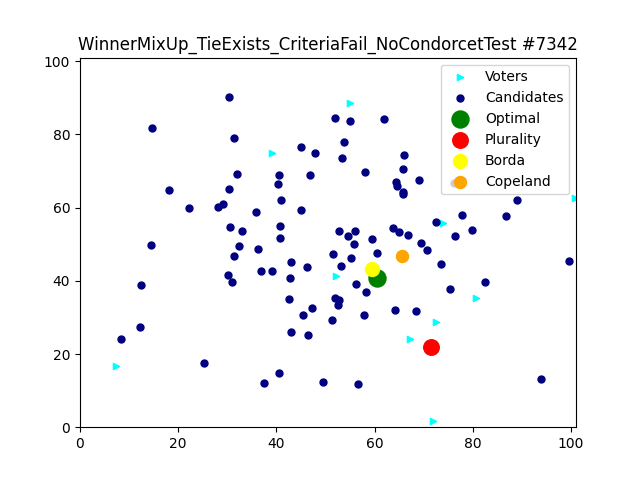 WinnerMixUp_TieExists_CriteriaFail_NoCondorcetTest #7342
Voters
Candidates
Optimal
Plurality
Borda
Copeland
100
80
60
40
20
0
0 20 40 60 80 100